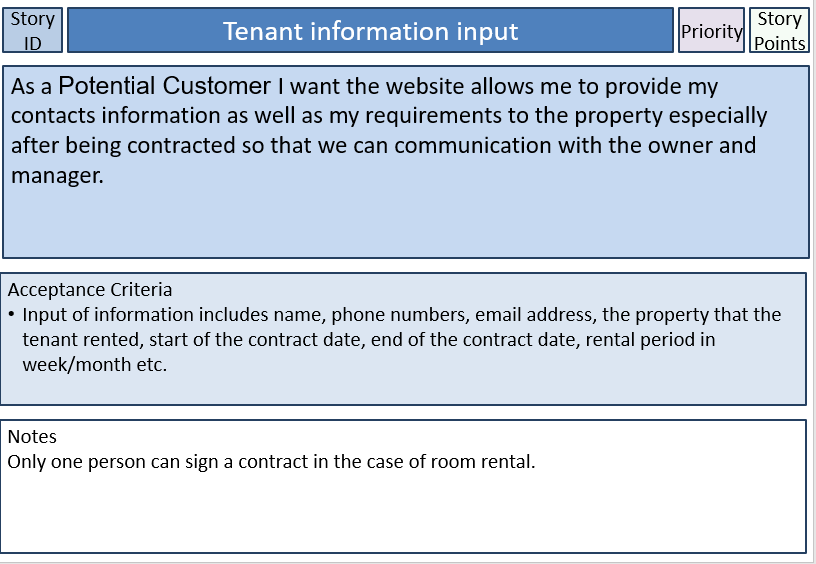 Story
ID
Tenant information input
Priority
Story
Points
As a Potential Customer I want the website allows me to provide my
contacts information as well as my requirements to the property especially
after being contracted so that we can communication with the owner and
manager.
Acceptance Criteria
• Input of information includes name, phone numbers, email address, the property that the
tenant rented, start of the contract date, end of the contract date, rental period in
week/month etc.
Notes
Only one person can sign a contract in the case of room rental.